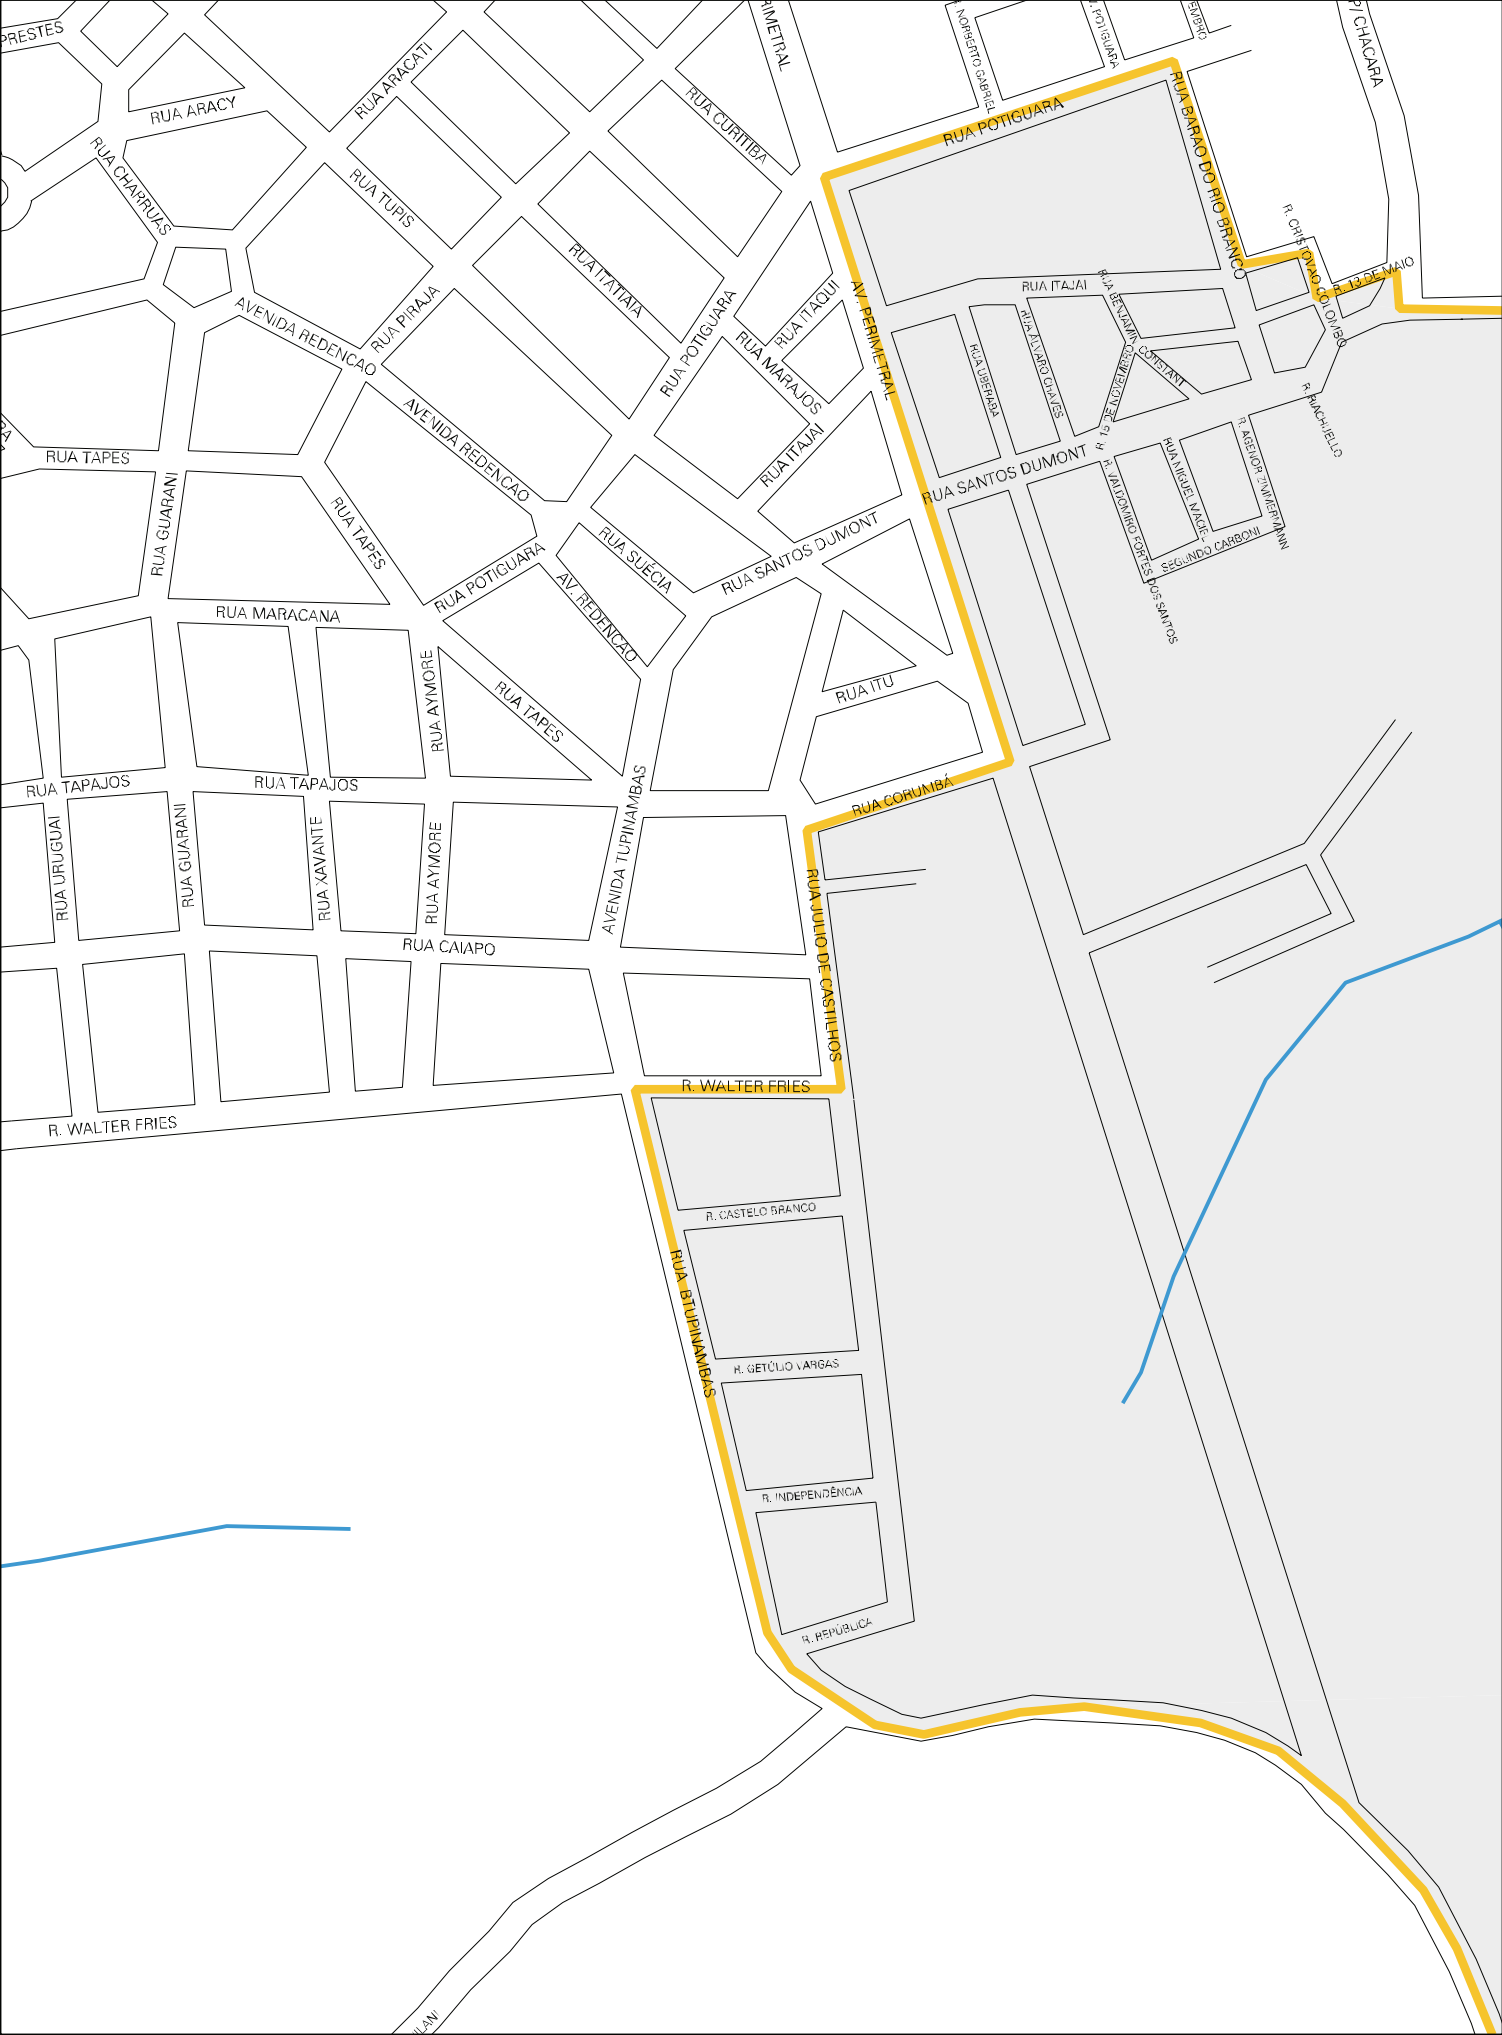 PRESTES
RUA ARACY
RUA ARACATI
RUA CURITIBA
R. NORBERTO GABRIEL
RUA POTIGUARA
RUA BARAO DO RIO BRANCO
P/ CHACARA
RUA CHARRUAS
RUA TUPIS
RUA ITATIAIA
RUA ITAQUI
R. CRISTOVAO COLOMBO
R. 13 DE MAIO
AVENIDA REDENCAO
RUA PIRAJA
RUA POTIGUARA
RUA MARAJOS
AV. PERIMETRAL
RUA ITAJAI
RUA BENJAMIN CONSTANT
RUA UBERABA
RUA ALVARO CHAVES
R. 15 DE NOVEMBRO
R. RIACHUELO
AVENIDA REDENCAO
RUA ITAJAI
RUA TAPES
RUA GUARANI
RUA TAPES
RUA SANTOS DUMONT
R. VALDOMIRO FORTES DOS SANTOS
RUA MIGUEL MACIEL
R. AGENOR ZIMMERMANN
SEGUNDO CARBONI
RUA POTIGUARA
RUA SUÉCIA
RUA SANTOS DUMONT
AV. REDENCAO
RUA MARACANA
RUA AYMORE
RUA TAPES
RUA ITU
RUA TAPAJOS
RUA TAPAJOS
AVENIDA TUPINAMBAS
RUA CORUMBÁ
RUA URUGUAI
RUA GUARANI
RUA XAVANTE
RUA AYMORE
RUA JULIO DE CASTILHOS
RUA CAIAPO
R. WALTER FRIES
R. WALTER FRIES
R. CASTELO BRANCO
RUA BTUPINAMBAS
R. GETÚLIO VARGAS
R. INDEPENDÊNCIA
R. REPÚBLICA